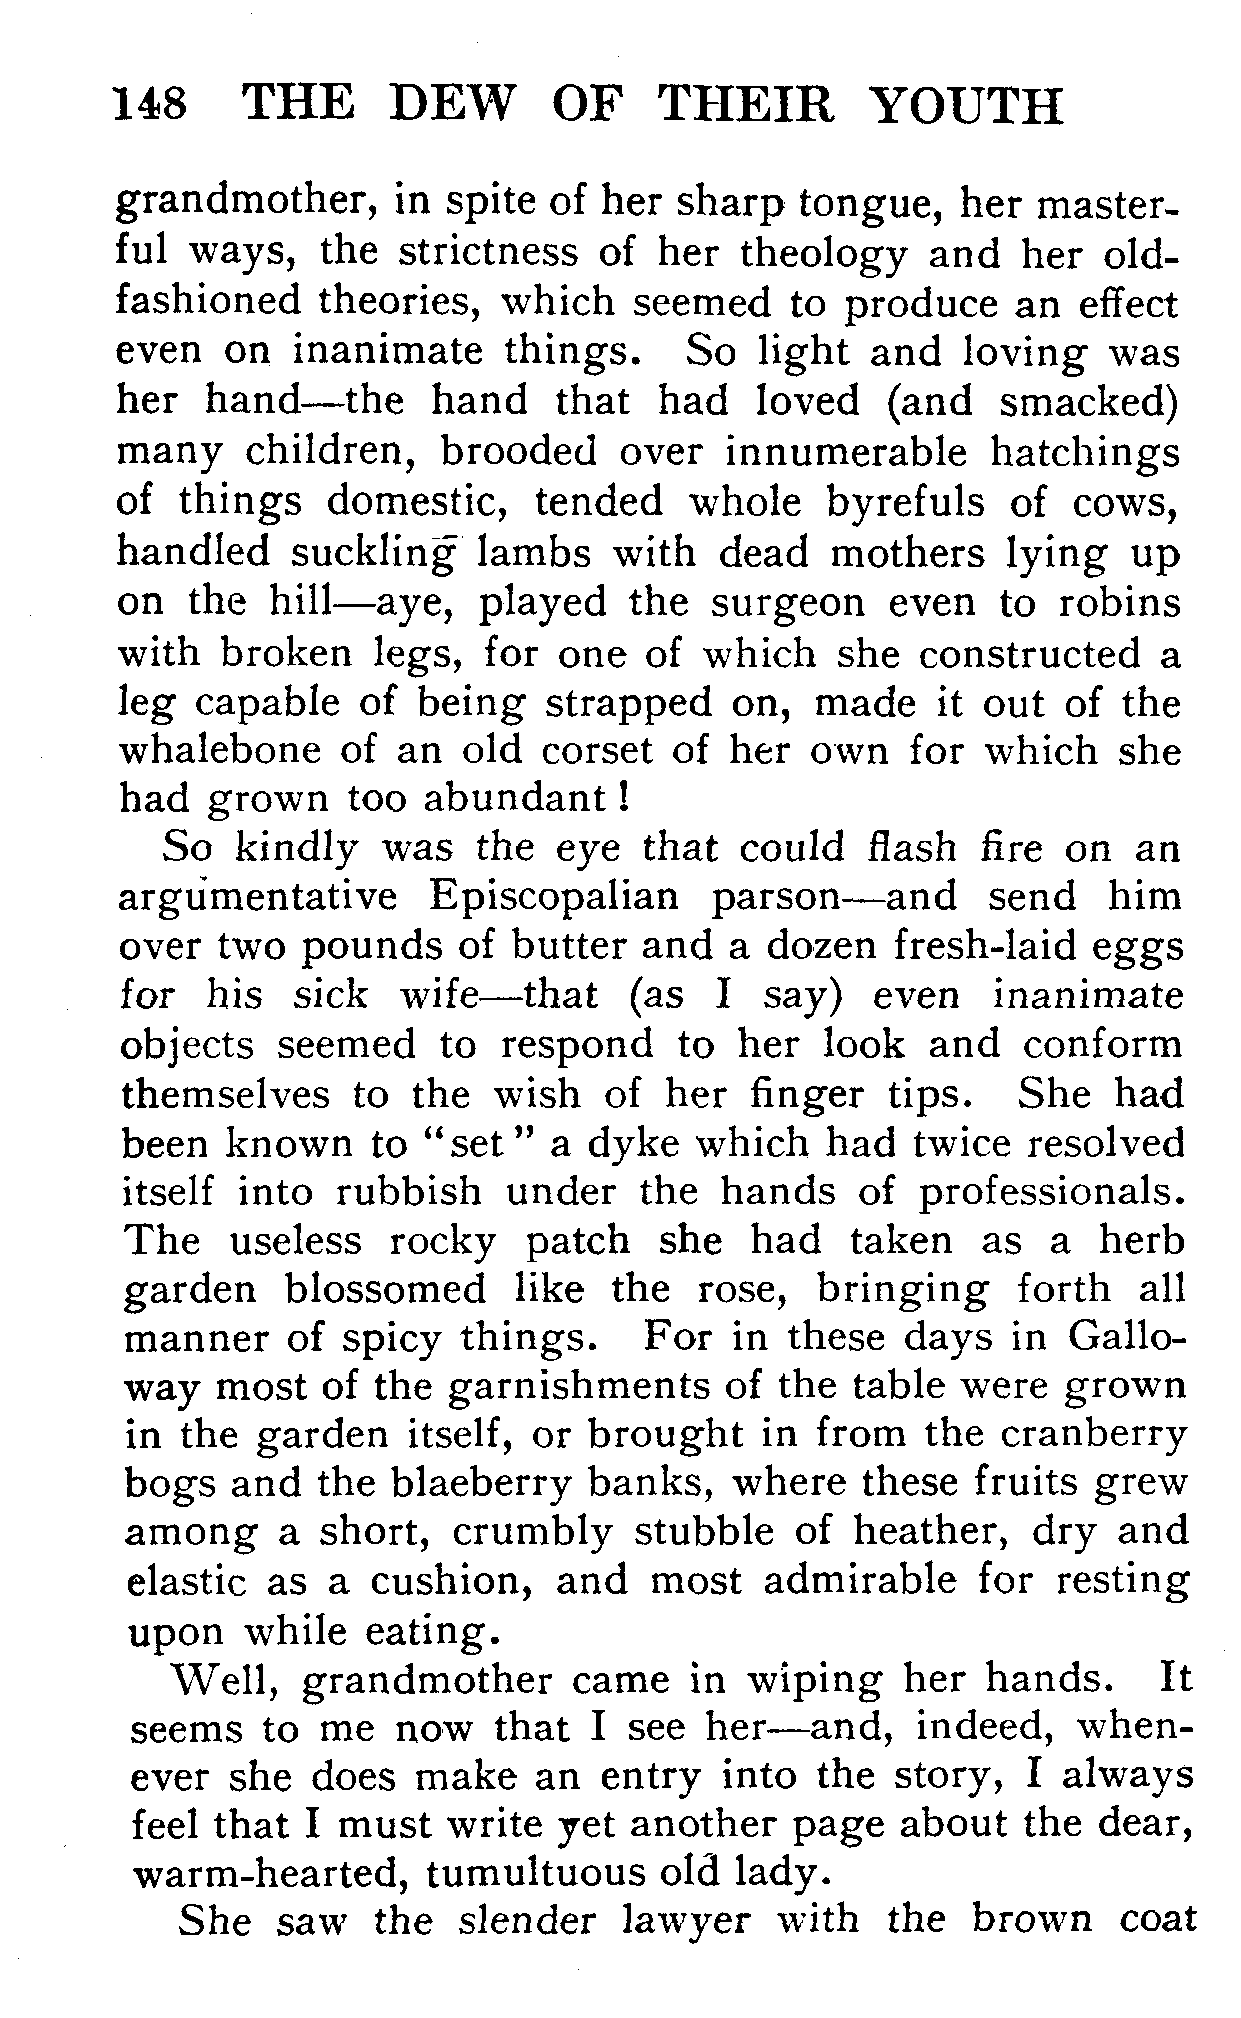 148 THE DEW OF THEIR YOUTH
grandmother, in spite of her sharp tongue, her master-
ful ways, the strictness of her theology and her old-
fashioned theories, which seemed to produce an effect
even on inanimate things. So light and loving was
her hand—the hand that had loved (and smacked)
many children, brooded over innumerable hatchings
of things domestic, tended whole byrefuls of cows,
handled suckling lambs with dead mothers lying up
on the hill—aye, played the surgeon even to robins
with broken legs, for one of which she constructed a
leg capable of being strapped on, made it out of the
whalebone of an old corset of her own for which she
had grown too abundant!
So kindly was the eye that could flash fire on an
argumentative Episcopalian parson—and send him
over two pounds of butter and a dozen fresh-laid eggs
for his sick wife—that (as I say) even inanimate
objects seemed to respond to her look and conform
themselves to the wish of her finger tips. She had
been known to “set” a dyke which had twice resolved
itself into rubbish under the hands of professionals.
The useless rocky patch she had taken as a herb
garden blossomed like the rose, bringing forth all
manner of spicy things. For in these days in Gallo-
way most of the garnishments of the table were grown
in the garden itself, or brought in from the cranberry
bogs and the blaeberry banks, where these fruits grew
among a short, crumbly stubble of heather, dry and
elastic as a cushion, and most admirable for resting
upon while eating.
Well, grandmother came in wiping her hands. It
seems to me now that I see her—and, indeed, when-
ever she does make an entry into the story, I always
feel that I must write yet another page about the dear,
warm-hearted, tumultuous old lady.
She saw the slender lawyer with the brown coat